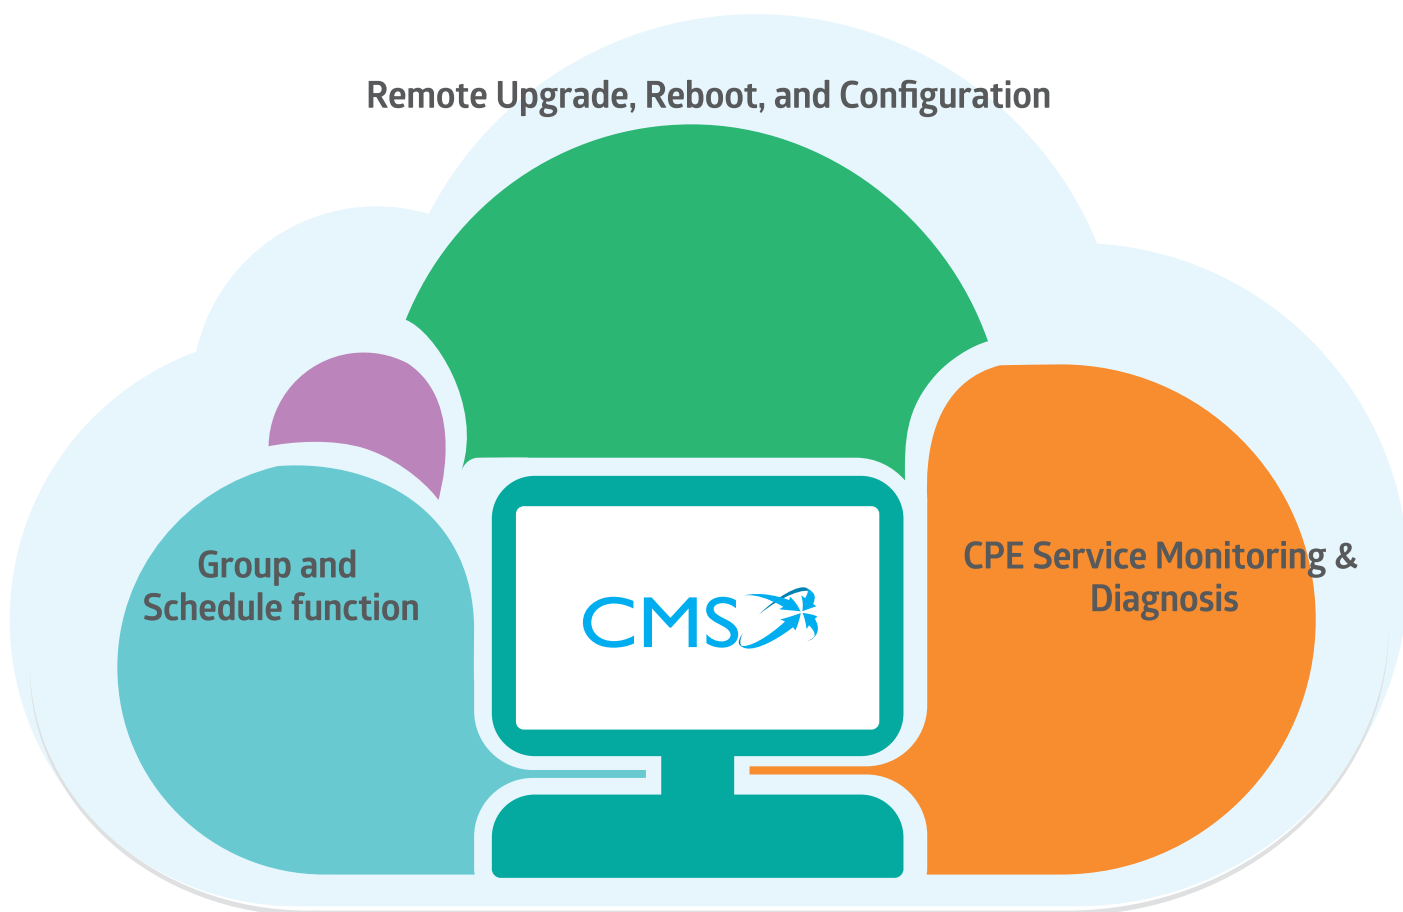 Remote Upgrade, Reboot, and Configuration
Group and
Schedule function
CMS
CPE Service Monitoring &
Diagnosis